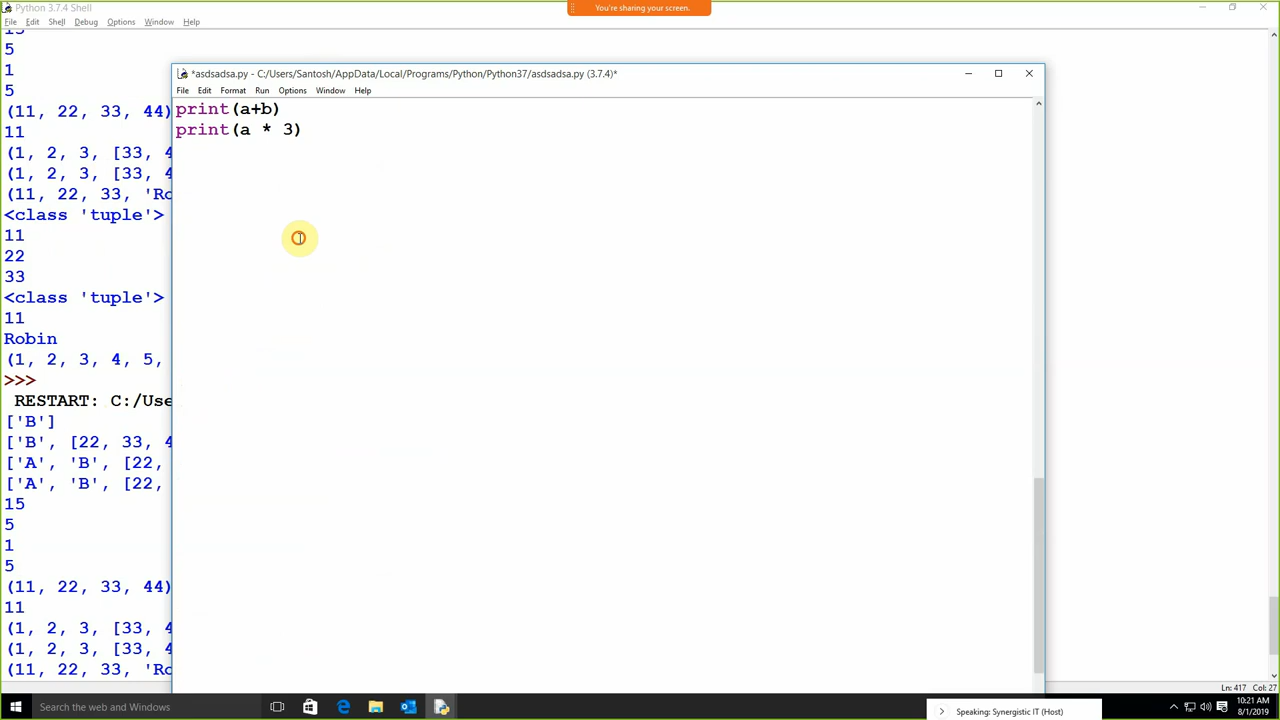 Python 3.7.4 Shell
You're sharing your screen.
File Edit Shell Debug Options Window Help
5
1
5
(11, 22, 33, 44)
11
(1, 2, 3, [33, 4
(1, 2, 3, [33, 4
(11, 22, 33, 'Ro
<class 'tuple'>
11
22
33
<class 'tuple'>
11
Robin
(1, 2, 3, 4, 5,
>>>
RESTART: C:/Use
['B']
['B', [22, 33, 4
['A', 'B', [22,
['A', 'B', [22,
15
5
1
5
(11, 22, 33, 44)
11
(1, 2, 3, [33, 4
(1, 2, 3, [33, 4
(11, 22, 33, 'Ro
*asdsadsa.py - C:/Users/Santosh/AppData/Local/Programs/Python/Python37/asdsadsa.py (3.7.4)*
File Edit Format Run Options Window Help
print(a+b)
print(a * 3)
Ln: 417 Col: 27
Search the web and Windows
Speaking: Synergistic IT (Host)
10:21 AM
8/1/2019